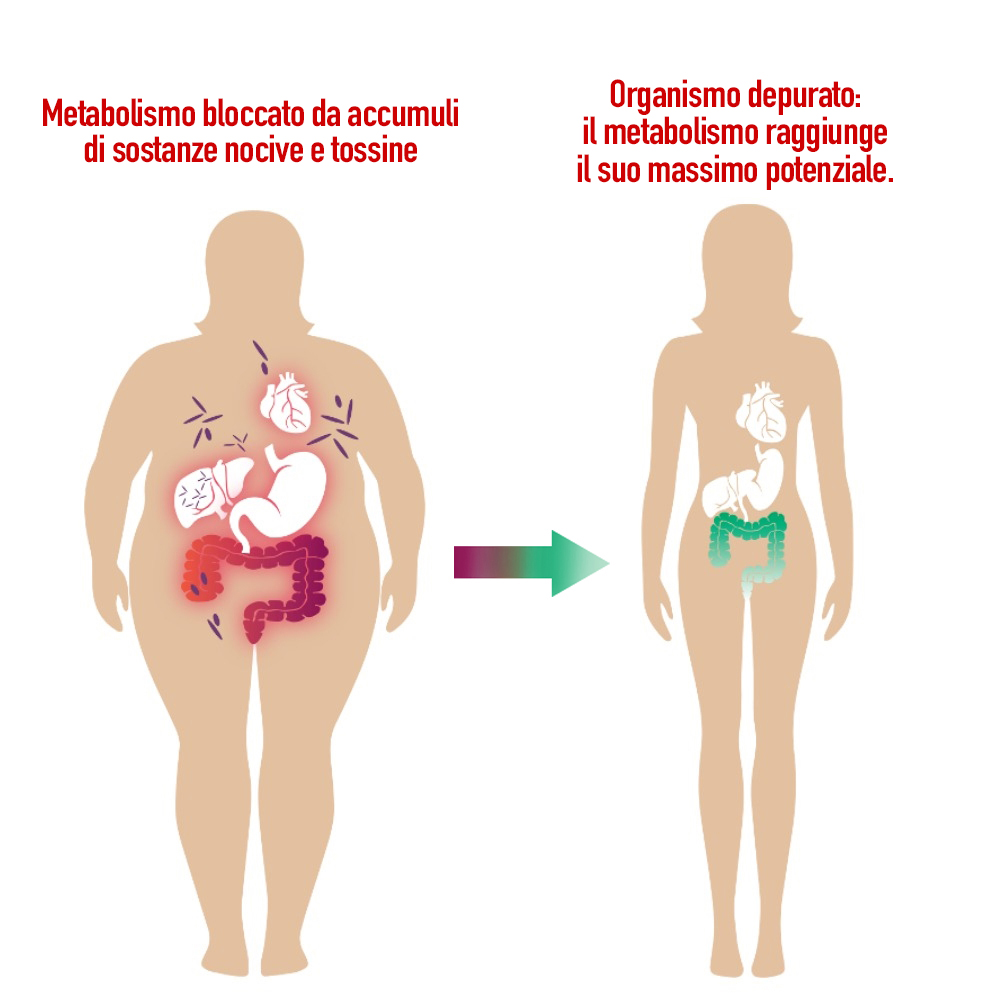 Metabolismo bloccato da accumuli
di sostanze nocive e tossine
Organismo depurato:
il metabolismo raggiunge
il suo massimo potenziale.